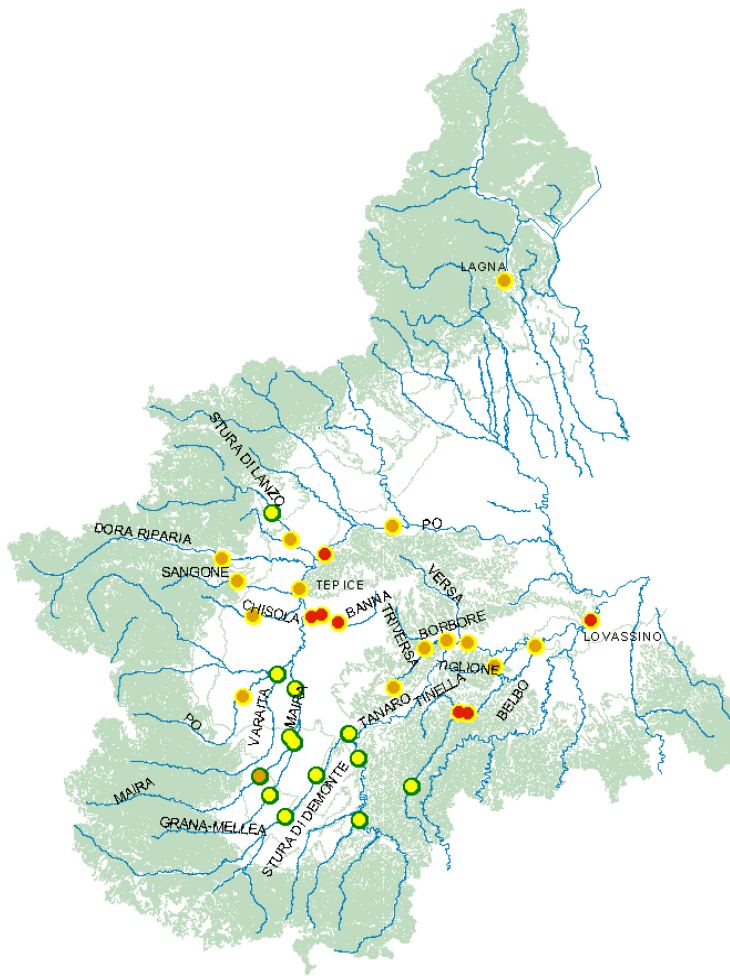 LAGNA
STURA DI LANZO
DORA RIPARIA
PO
SANGONE
TEPICE
VERSA
CHISOLA
BANNA
TRIVERSA
BORBORE
LOVASSINO
TIGLIONE
TINELLA
BELBO
TANARO
VARAITA
MAIRA
PO
MAIRA
GRANA-MELLEA
STURA DI DEMONTE